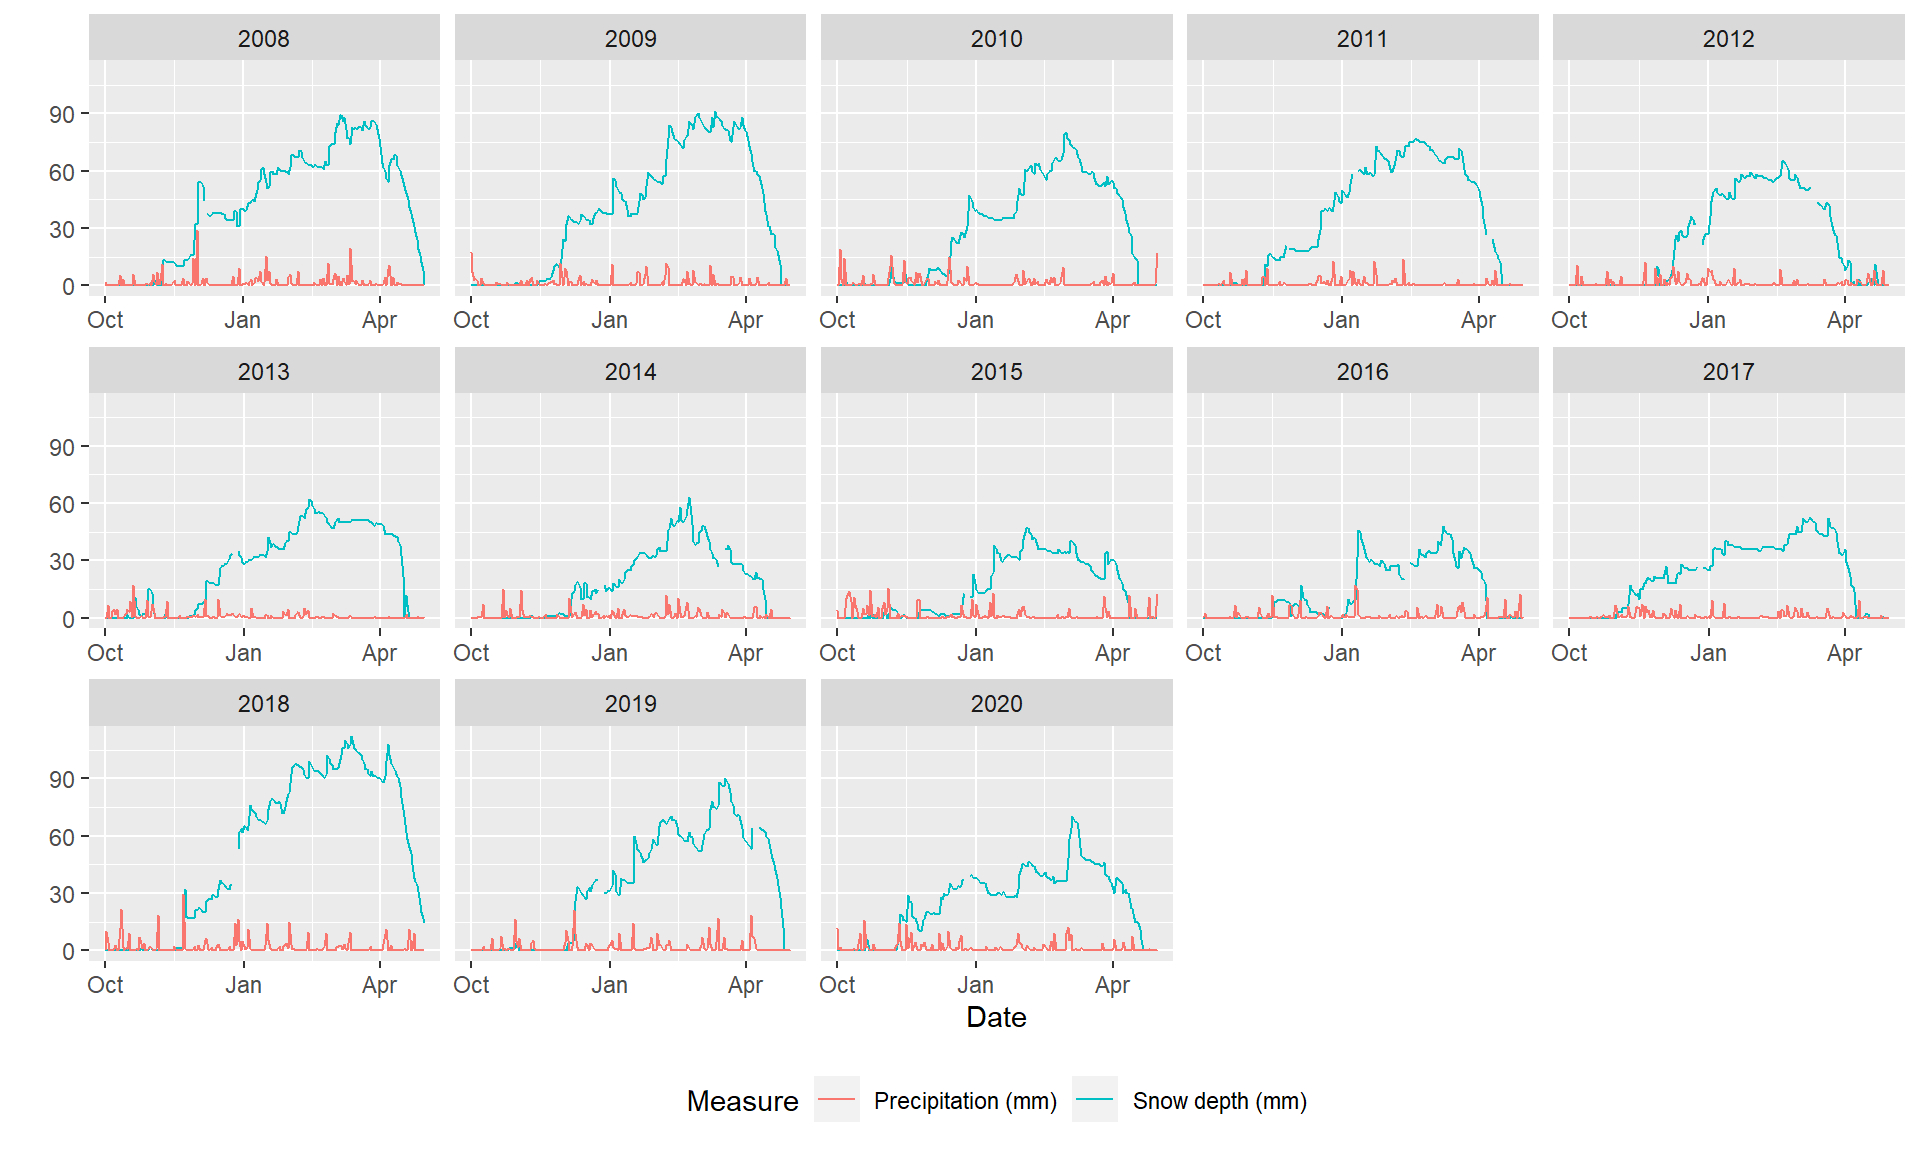 2008 2009 2010 2011 2012
90
60
30
0
Oct Jan Apr Oct Jan Apr Oct Jan Apr Oct Jan Apr Oct Jan Apr
2013 2014 2015 2016 2017
90
60
30
0
Oct Jan Apr Oct Jan Apr Oct Jan Apr Oct Jan Apr Oct Jan Apr
2018 2019 2020
90
60
30
0
Oct Jan Apr Oct Jan Apr Oct Jan Apr
Date
Measure Precipitation (mm) Snow depth (mm)